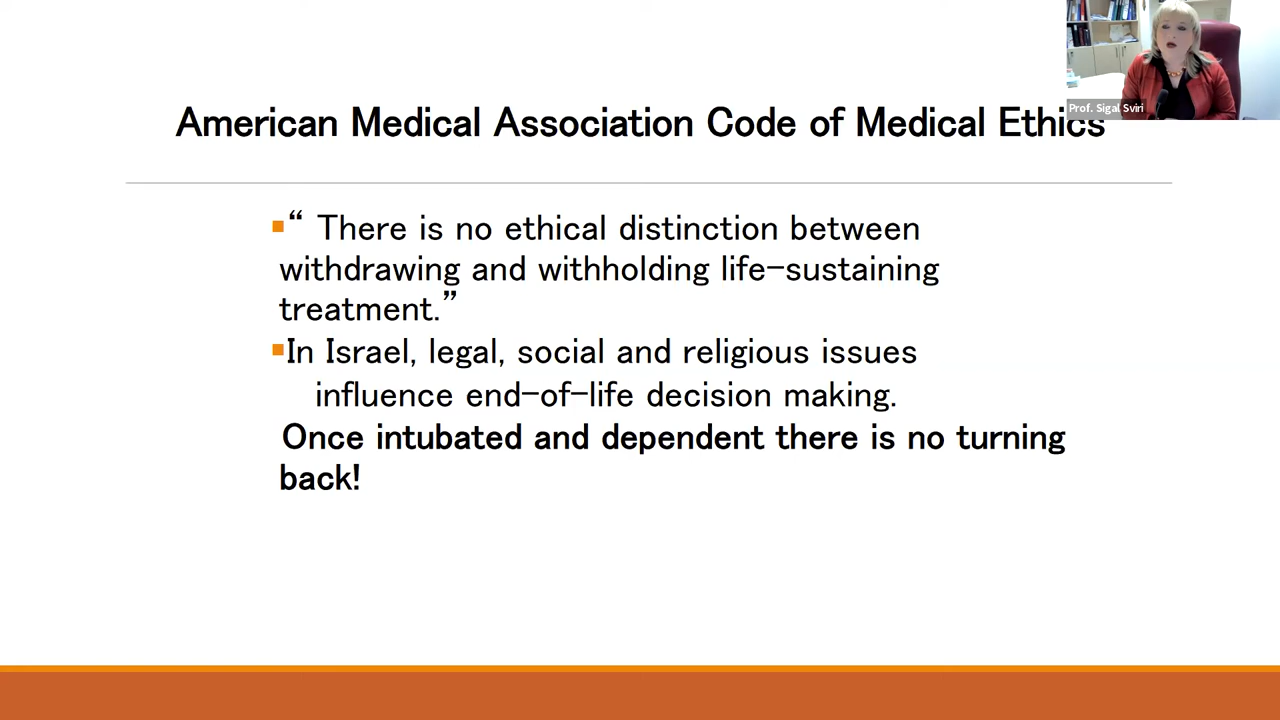 Prof. Sigal Sviri
American Medical Association Code of Medical Ethics
“ There is no ethical distinction between
withdrawing and withholding life-sustaining
treatment.”
In Israel, legal, social and religious issues
influence end-of-life decision making.
Once intubated and dependent there is no turning
back!